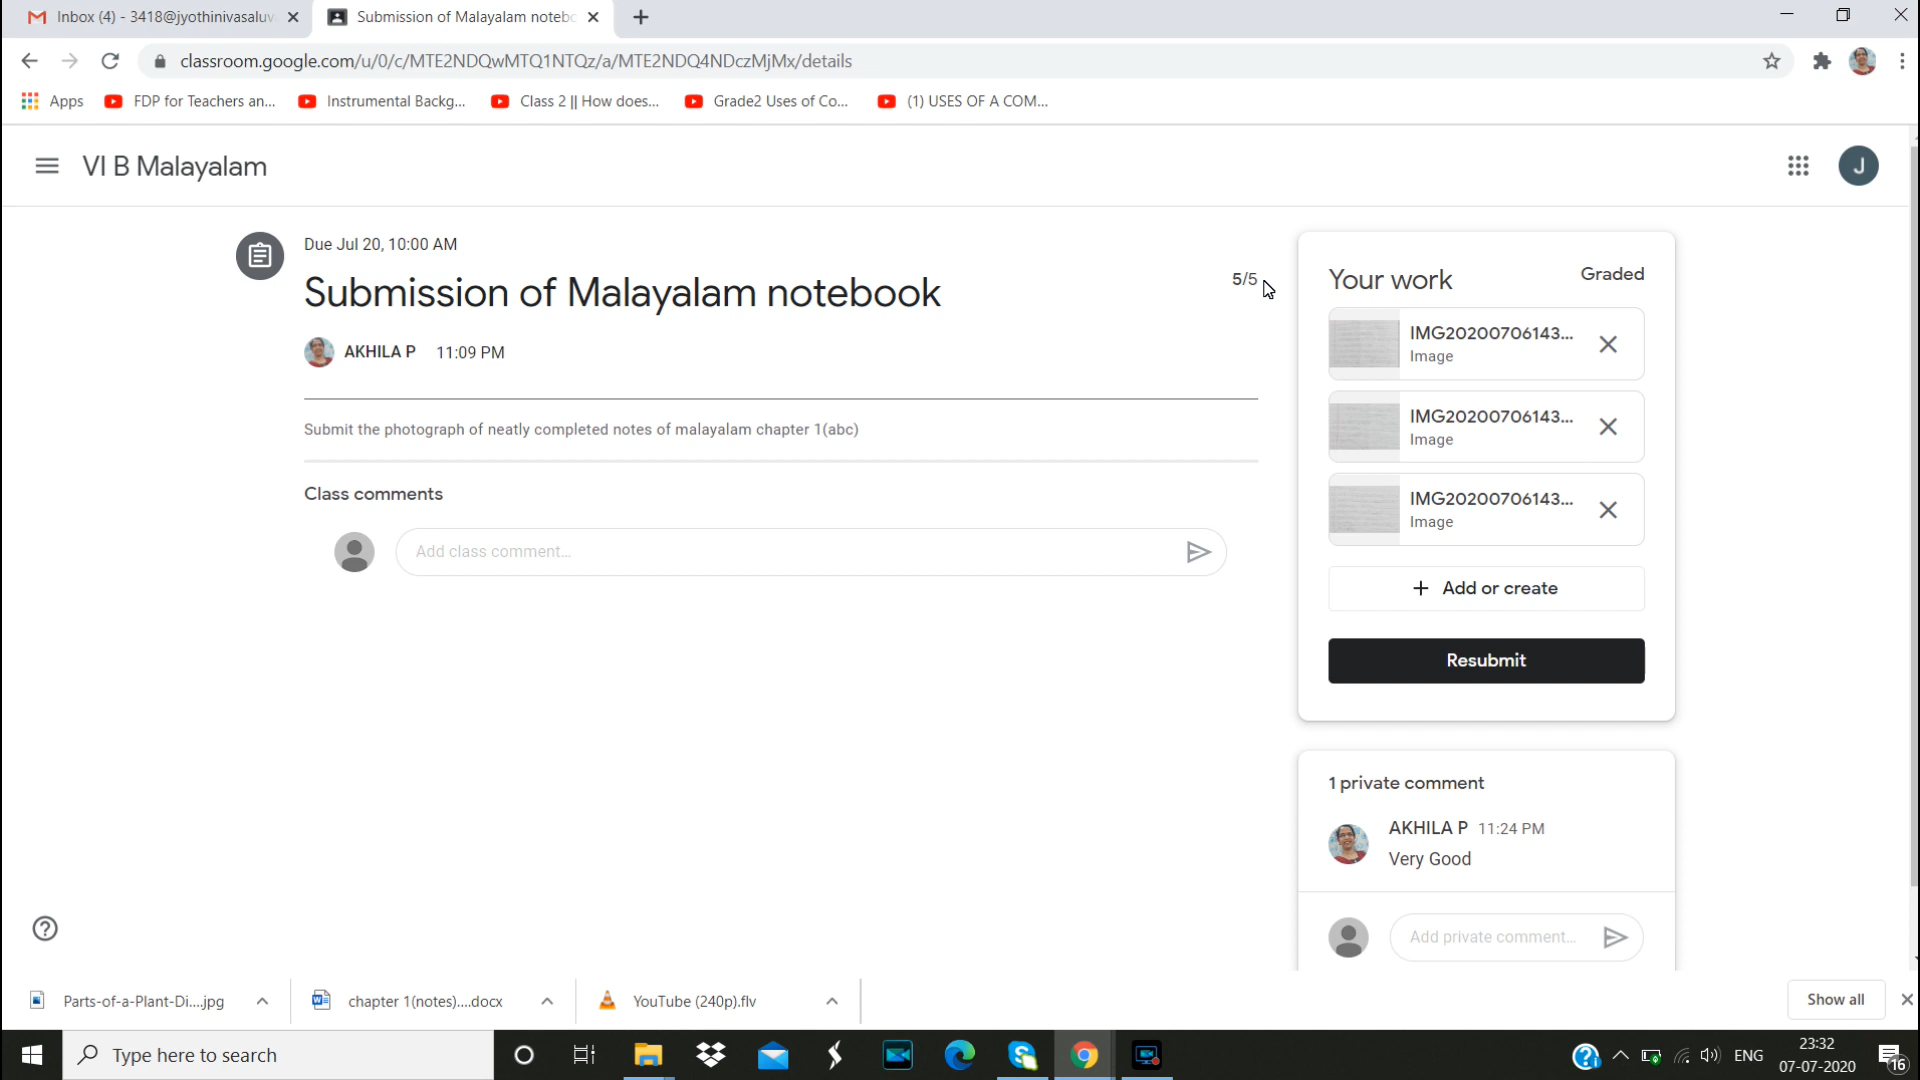 Inbox (4) - 3418@jyothinivasaluv
Submission of Malayalam notebo
classroom.google.com/u/0/c/MTE2NDQwMTQ1NTQz/a/MTE2NDQ4NDczMjMx/details
Apps
FDP for Teachers an...
Instrumental Backg...
Class 2 || How does...
Grade2 Uses of Co...
(1) USES OF A COM...
VI B Malayalam
J
Due Jul 20, 10:00 AM
Submission of Malayalam notebook
5/5
AKHILA P 11:09 PM
Submit the photograph of neatly completed notes of malayalam chapter 1(abc)
Class comments
Add class comment...
Your work
Graded
IMG20200706143...
Image
IMG20200706143...
Image
IMG20200706143...
Image
+ Add or create
Resubmit
1 private comment
AKHILA P 11:24 PM
Very Good
Add private comment...
Parts-of-a-Plant-Di....jpg
chapter 1(notes)....docx
YouTube (240p).flv
Show all
Type here to search
ENG
23:32
07-07-2020
16